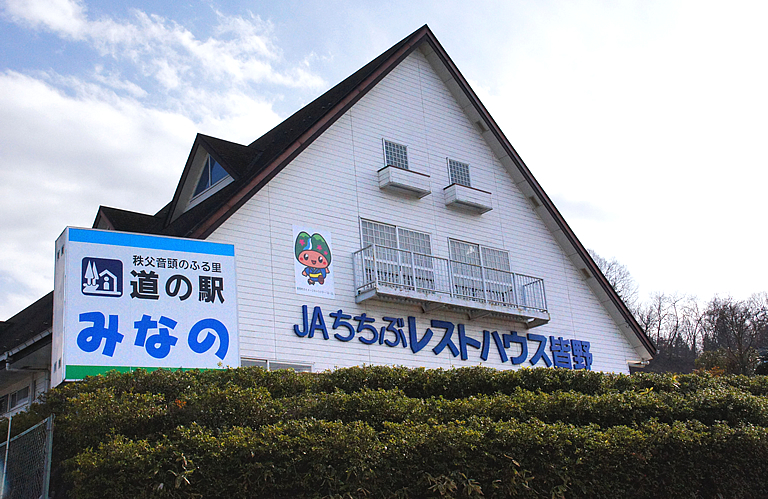 秩父音頭のふる里
道の駅
みなの
JAちちぶレストハウス皆野